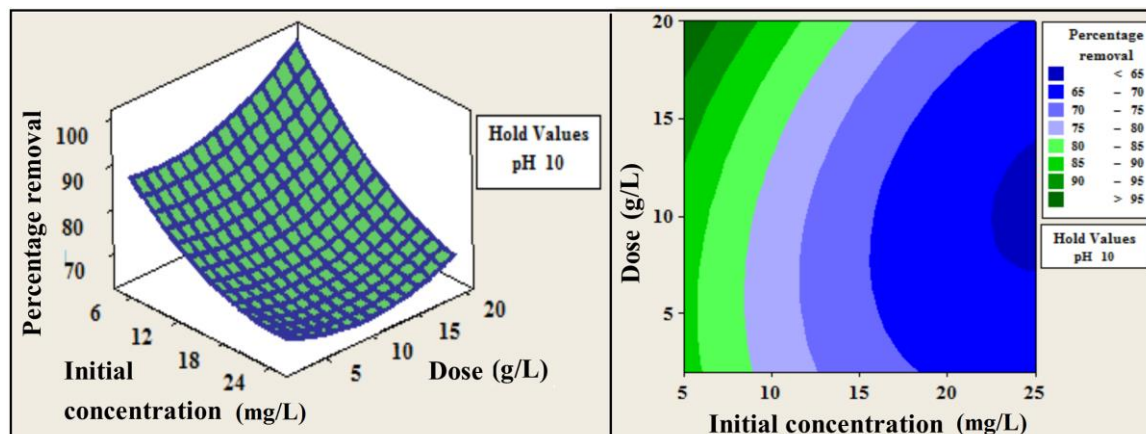 Percentage removal
100
90
80
70
6
12
18
24
Initial
concentration (mg/L)
5
10
15
20
Dose (g/L)
Hold Values
pH 10
20
15
10
5
Dose (g/L)
5
10
15
20
25
Initial concentration (mg/L)
Percentage
removal
< 65
65 – 70
70 – 75
75 – 80
80 – 85
85 – 90
90 – 95
> 95
Hold Values
pH 10